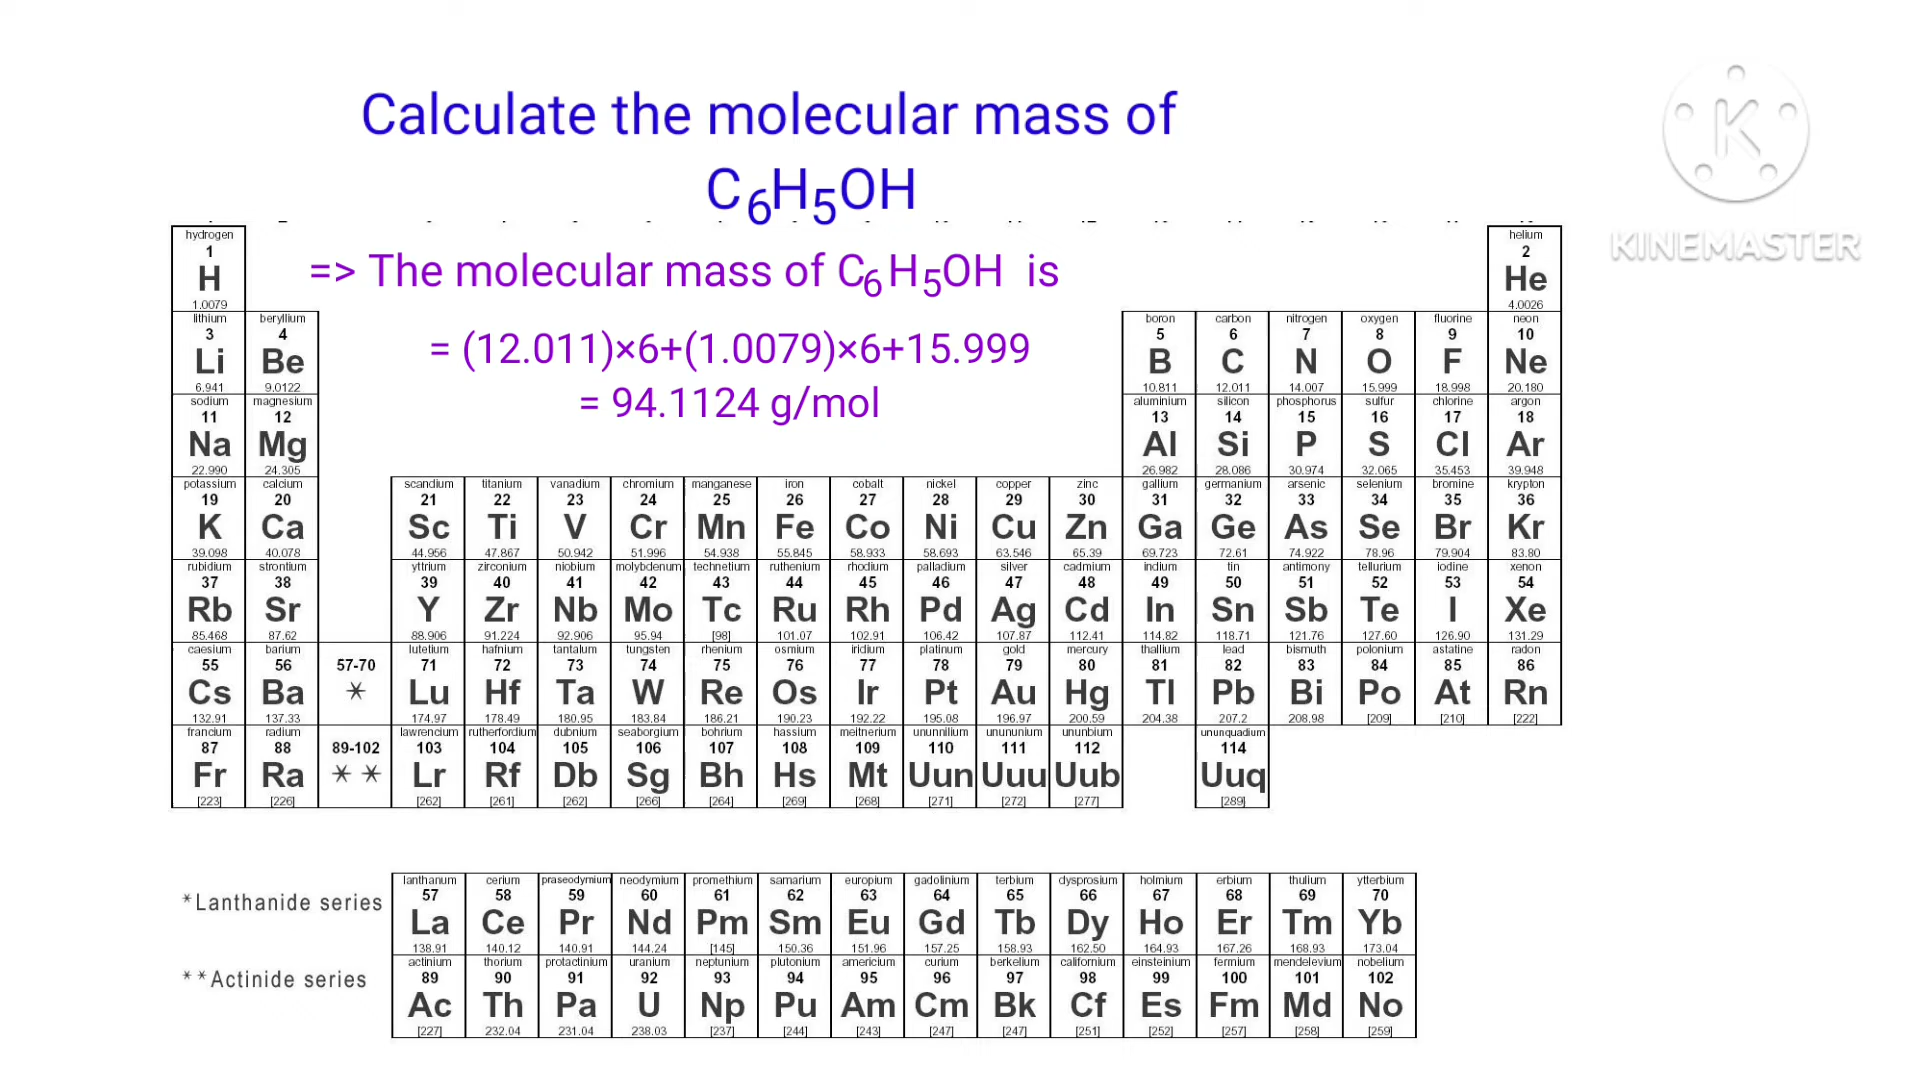 Calculate the molecular mass of
C6H5OH
K
KINEMASTER
=> The molecular mass of C6H5OH is
= (12.011)×6+(1.0079)×6+15.999
= 94.1124 g/mol
hydrogen helium
1 2
H He
1.0079 4.0026
lithium beryllium boron carbon nitrogen oxygen fluorine neon
3 4 5 6 7 8 9 10
Li Be B C N O F Ne
6.941 9.0122 10.811 12.011 14.007 15.999 18.998 20.180
sodium magnesium aluminium silicon phosphorus sulfur chlorine argon
11 12 13 14 15 16 17 18
Na Mg Al Si P S Cl Ar
22.990 24.305 26.982 28.086 30.974 32.065 35.453 39.948
potassium calcium scandium titanium vanadium chromium manganese iron cobalt nickel copper zinc gallium germanium arsenic selenium bromine krypton
19 20 21 22 23 24 25 26 27 28 29 30 31 32 33 34 35 36
K Ca Sc Ti V Cr Mn Fe Co Ni Cu Zn Ga Ge As Se Br Kr
39.098 40.078 44.956 47.867 50.942 51.996 54.938 55.845 58.933 58.693 63.546 65.39 69.723 72.61 74.922 78.96 79.904 83.80
rubidium strontium yttrium zirconium niobium molybdenum technetium ruthenium rhodium palladium silver cadmium indium tin antimony tellurium iodine xenon
37 38 39 40 41 42 43 44 45 46 47 48 49 50 51 52 53 54
Rb Sr Y Zr Nb Mo Tc Ru Rh Pd Ag Cd In Sn Sb Te I Xe
85.468 87.62 88.906 91.224 92.906 95.94 [98] 101.07 102.91 106.42 107.87 112.41 114.82 118.71 121.76 127.60 126.90 131.29
caesium barium lutetium hafnium tantalum tungsten rhenium osmium iridium platinum gold mercury thallium lead bismuth polonium astatine radon
55 56 57-70 71 72 73 74 75 76 77 78 79 80 81 82 83 84 85 86
Cs Ba * Lu Hf Ta W Re Os Ir Pt Au Hg Tl Pb Bi Po At Rn
132.91 137.33 174.97 178.49 180.95 183.84 186.21 190.23 192.22 195.08 196.97 200.59 204.38 207.2 208.98 [209] [210] [222]
francium radium lawrencium rutherfordium dubnium seaborgium bohrium hassium meitnerium ununnilium unununium ununbium ununquadium
87 88 89-102 103 104 105 106 107 108 109 110 111 112 114
Fr Ra * * Lr Rf Db Sg Bh Hs Mt Uun Uuu Uub Uuq
[223] [226] [262] [261] [262] [266] [264] [269] [268] [271] [272] [277] [289]
*Lanthanide series
lanthanum cerium praseodymium neodymium promethium samarium europium gadolinium terbium dysprosium holmium erbium thulium ytterbium
57 58 59 60 61 62 63 64 65 66 67 68 69 70
La Ce Pr Nd Pm Sm Eu Gd Tb Dy Ho Er Tm Yb
138.91 140.12 140.91 144.24 [145] 150.36 151.96 157.25 158.93 162.50 164.93 167.26 168.93 173.04
**Actinide series
actinium thorium protactinium uranium neptunium plutonium americium curium berkelium californium einsteinium fermium mendelevium nobelium
89 90 91 92 93 94 95 96 97 98 99 100 101 102
Ac Th Pa U Np Pu Am Cm Bk Cf Es Fm Md No
[227] 232.04 231.04 238.03 [237] [244] [243] [247] [247] [251] [252] [257] [258] [259]